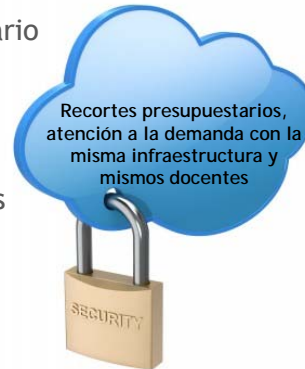 ario
Recortes presupuestarios,
atención a la demanda con la
misma infraestructura y
mismos docentes
s
SECURITY